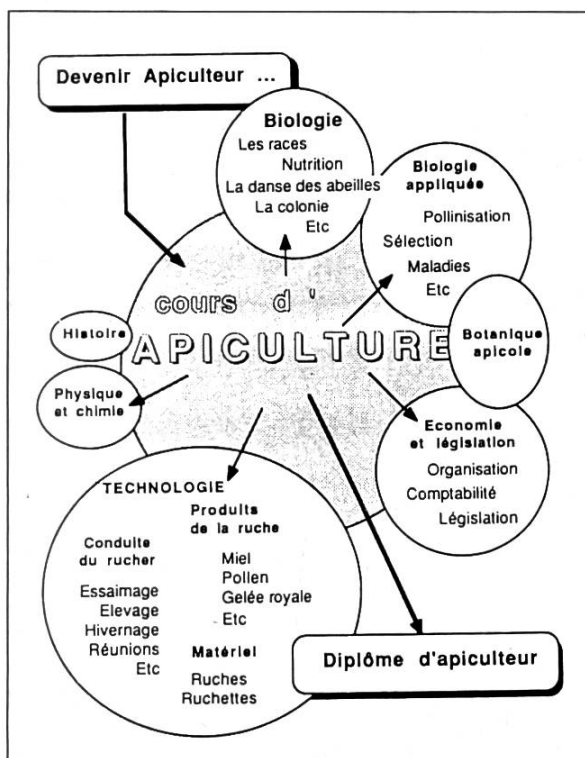 Devenir Apiculteur ...
Biologie
Les races
Nutrition
La danse des abeilles
La colonie
Etc
Biologie
appliquée
Pollinisation
Sélection
Maladies
Etc
cours d'
APICULTURE
Histoire
Botanique
apicole
Physique
et chimie
Economie
et législation
Organisation
Comptabilité
Législation
TECHNOLOGIE
Produits
de la ruche
Miel
Pollen
Gelée royale
Etc
Conduite
du rucher
Essaimage
Elevage
Hivernage
Réunions
Etc
Matériel
Ruches
Ruchettes
Diplôme d'apiculteur